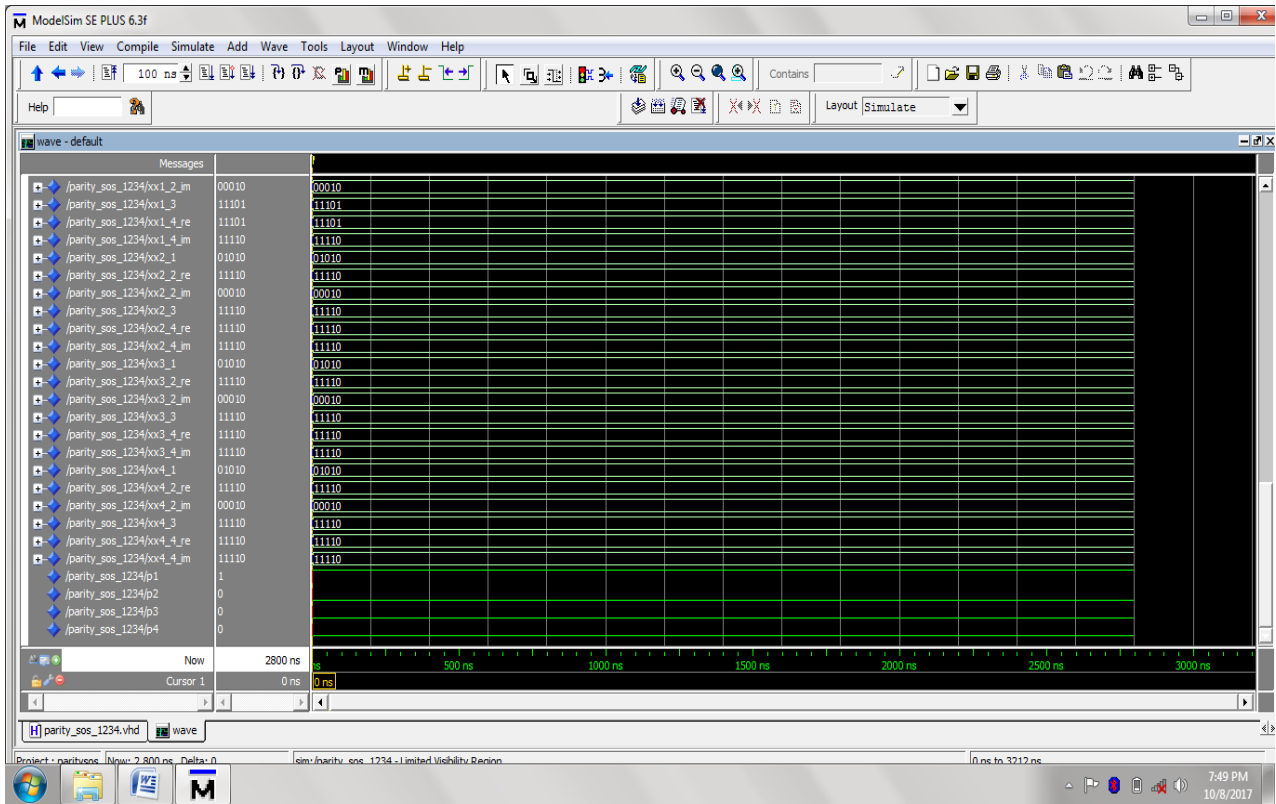 ModelSim SE PLUS 6.3f
File Edit View Compile Simulate Add Wave Tools Layout Window Help
100 ns Contains
Help Layout Simulate
wave - default
Messages
/parity_sos_1234/xx1_2_im 00010 00010
/parity_sos_1234/xx1_3 11101 11101
/parity_sos_1234/xx1_4_re 11101 11101
/parity_sos_1234/xx1_4_im 11110 11110
/parity_sos_1234/xx2_1 01010 01010
/parity_sos_1234/xx2_2_re 11110 11110
/parity_sos_1234/xx2_2_im 00010 00010
/parity_sos_1234/xx2_3 11110 11110
/parity_sos_1234/xx2_4_re 11110 11110
/parity_sos_1234/xx2_4_im 11110 11110
/parity_sos_1234/xx3_1 01010 01010
/parity_sos_1234/xx3_2_re 11110 11110
/parity_sos_1234/xx3_2_im 00010 00010
/parity_sos_1234/xx3_3 11110 11110
/parity_sos_1234/xx3_4_re 11110 11110
/parity_sos_1234/xx3_4_im 11110 11110
/parity_sos_1234/xx4_1 01010 01010
/parity_sos_1234/xx4_2_re 11110 11110
/parity_sos_1234/xx4_2_im 00010 00010
/parity_sos_1234/xx4_3 11110 11110
/parity_sos_1234/xx4_4_re 11110 11110
/parity_sos_1234/xx4_4_im 11110 11110
/parity_sos_1234/p1 1
/parity_sos_1234/p2 0
/parity_sos_1234/p3 0
/parity_sos_1234/p4 0
Now 2800 ns ns 500 ns 1000 ns 1500 ns 2000 ns 2500 ns 3000 ns
Cursor 1 0 ns 0 ns
parity_sos_1234.vhd wave
Project : paritysos Now: 2,800 ns Delta: 0 sim:/parity_sos_1234 - Limited Visibility Region 0 ns to 3212 ns
7:49 PM
10/8/2017